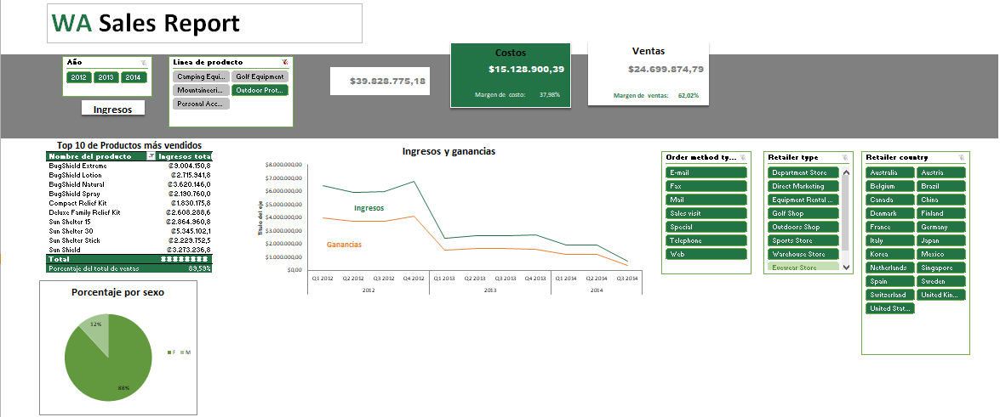 WA Sales Report
Año
2012 2013 2014
Ingresos
Linea de producto
Camping Equi... Golf Equipment
Mountaineeri... Outdoor Prot...
Personal Acc...
$39.828.775,18
Costos
$15.128.900,39
Margen de costo: 37,98%
Ventas
$24.699.874,79
Margen de ventas: 62,02%
Top 10 de Productos más vendidos
Nombre del producto Ingresos total
BugShield Extreme ₡9.004.150,8
BugShield Lotion ₡2.715.941,8
BugShield Natural ₡3.620.146,0
BugShield Spray ₡2.190.760,0
Compact Relief Kit ₡1.830.175,8
Deluxe Family Relief Kit ₡2.608.288,6
Sun Shelter 15 ₡2.864.960,8
Sun Shelter 30 ₡5.345.102,1
Sun Shelter Stick ₡2.229.752,5
Sun Shield ₡3.273.236,8
Total ########
Porcentaje del total de ventas 89,59%
Porcentaje por sexo
12%
88%
F M
Ingresos y ganancias
Título del eje
$8.000.000,00
$7.000.000,00
$6.000.000,00
$5.000.000,00
$4.000.000,00
$3.000.000,00
$2.000.000,00
$1.000.000,00
$0,00
Ingresos
Ganancias
Q1 2012 Q2 2012 Q3 2012 Q4 2012 Q1 2013 Q2 2013 Q3 2013 Q4 2013 Q1 2014 Q2 2014 Q3 2014
2012 2013 2014
Order method ty...
E-mail
Fax
Mail
Sales visit
Special
Telephone
Web
Retailer type
Department Store
Direct Marketing
Equipment Rental ...
Golf Shop
Outdoors Shop
Sports Store
Warehouse Store
Eyewear Store
Retailer country
Australia Austria
Belgium Brazil
Canada China
Denmark Finland
France Germany
Italy Japan
Korea Mexico
Netherlands Singapore
Spain Sweden
Switzerland United Kin...
United Stat...